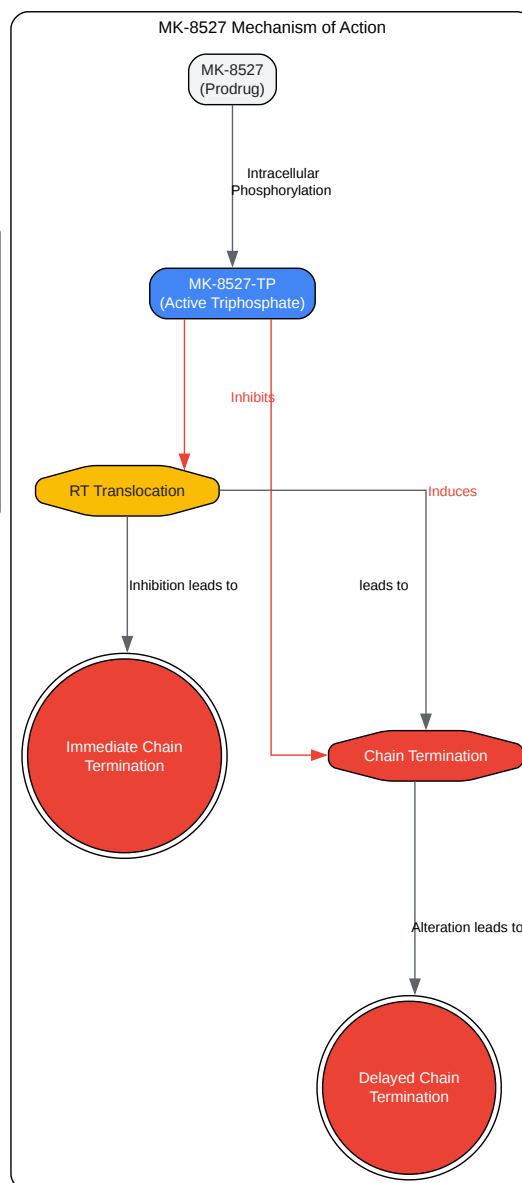 MK-8527 Mechanism of Action
MK-8527
(Prodrug)
Intracellular
Phosphorylation
MK-8527-TP
(Active Triphosphate)
Inhibits
RT Translocation
Induces
Inhibition leads to
leads to
Immediate Chain
Termination
Chain Termination
Alteration leads to
Delayed Chain
Termination